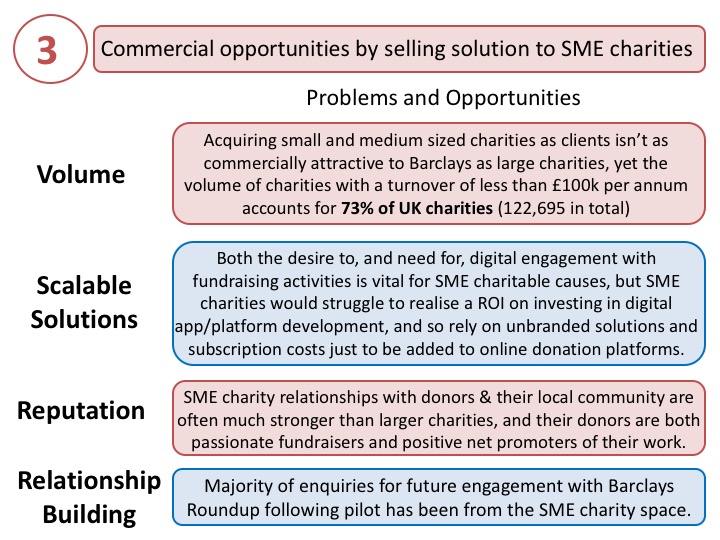 3
Commercial opportunities by selling solution to SME charities
Problems and Opportunities
Volume
Acquiring small and medium sized charities as clients isn’t as
commercially attractive to Barclays as large charities, yet the
volume of charities with a turnover of less than £100k per annum
accounts for 73% of UK charities (122,695 in total)
Scalable
Solutions
Both the desire to, and need for, digital engagement with
fundraising activities is vital for SME charitable causes, but SME
charities would struggle to realise a ROI on investing in digital
app/platform development, and so rely on unbranded solutions and
subscription costs just to be added to online donation platforms.
Reputation
SME charity relationships with donors & their local community are
often much stronger than larger charities, and their donors are both
passionate fundraisers and positive net promoters of their work.
Relationship
Building
Majority of enquiries for future engagement with Barclays
Roundup following pilot has been from the SME charity space.